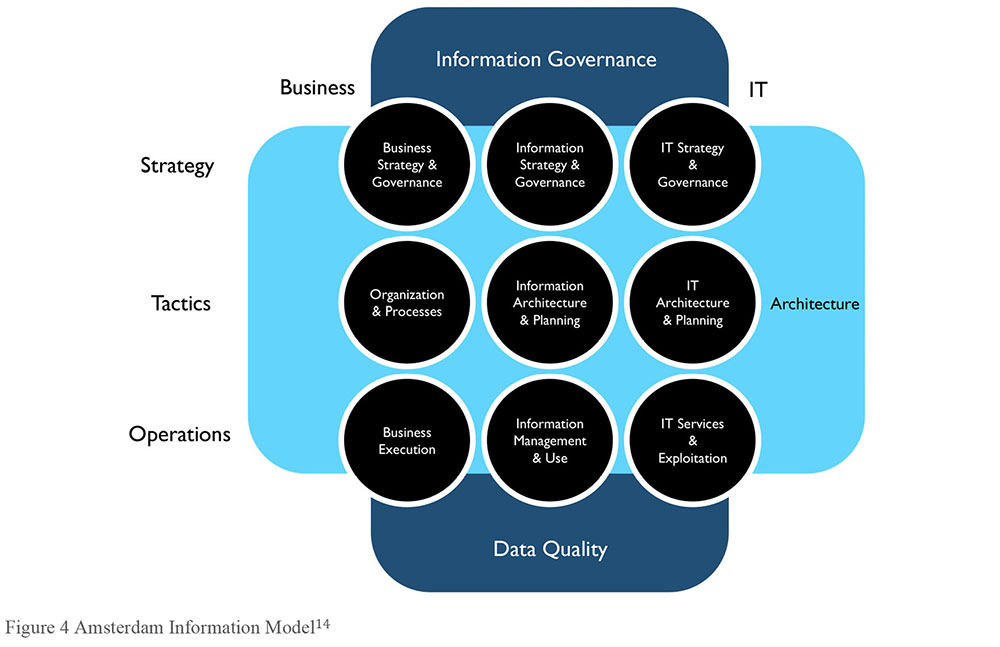 Information Governance
Business
IT
Strategy
Business
Strategy &
Governance
Information
Strategy &
Governance
IT Strategy
&
Governance
Tactics
Organization
& Processes
Information
Architecture
& Planning
IT
Architecture
& Planning
Architecture
Operations
Business
Execution
Information
Management
& Use
IT Services
&
Exploitation
Data Quality
Figure 4 Amsterdam Information Model14